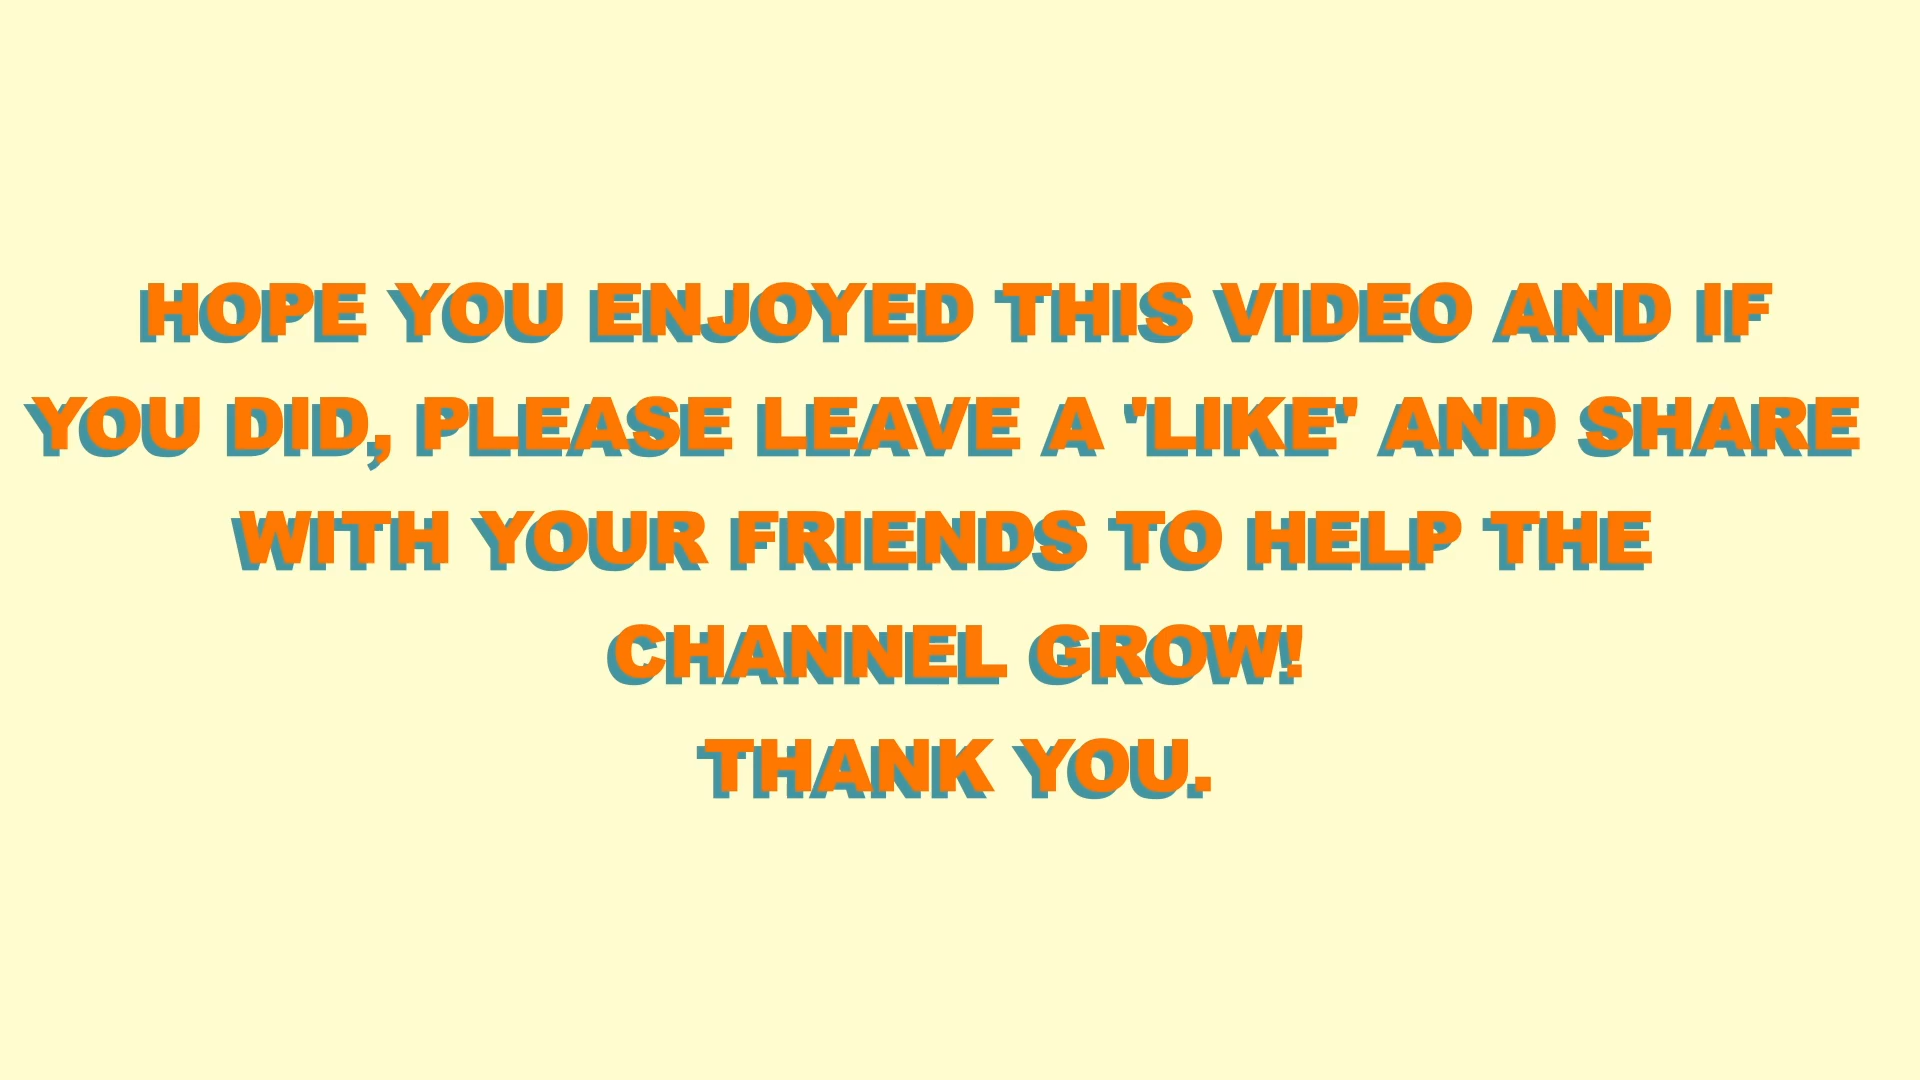 HOPE YOU ENJOYED THIS VIDEO AND IF
YOU DID, PLEASE LEAVE A 'LIKE' AND SHARE
WITH YOUR FRIENDS TO HELP THE
CHANNEL GROW!
THANK YOU.